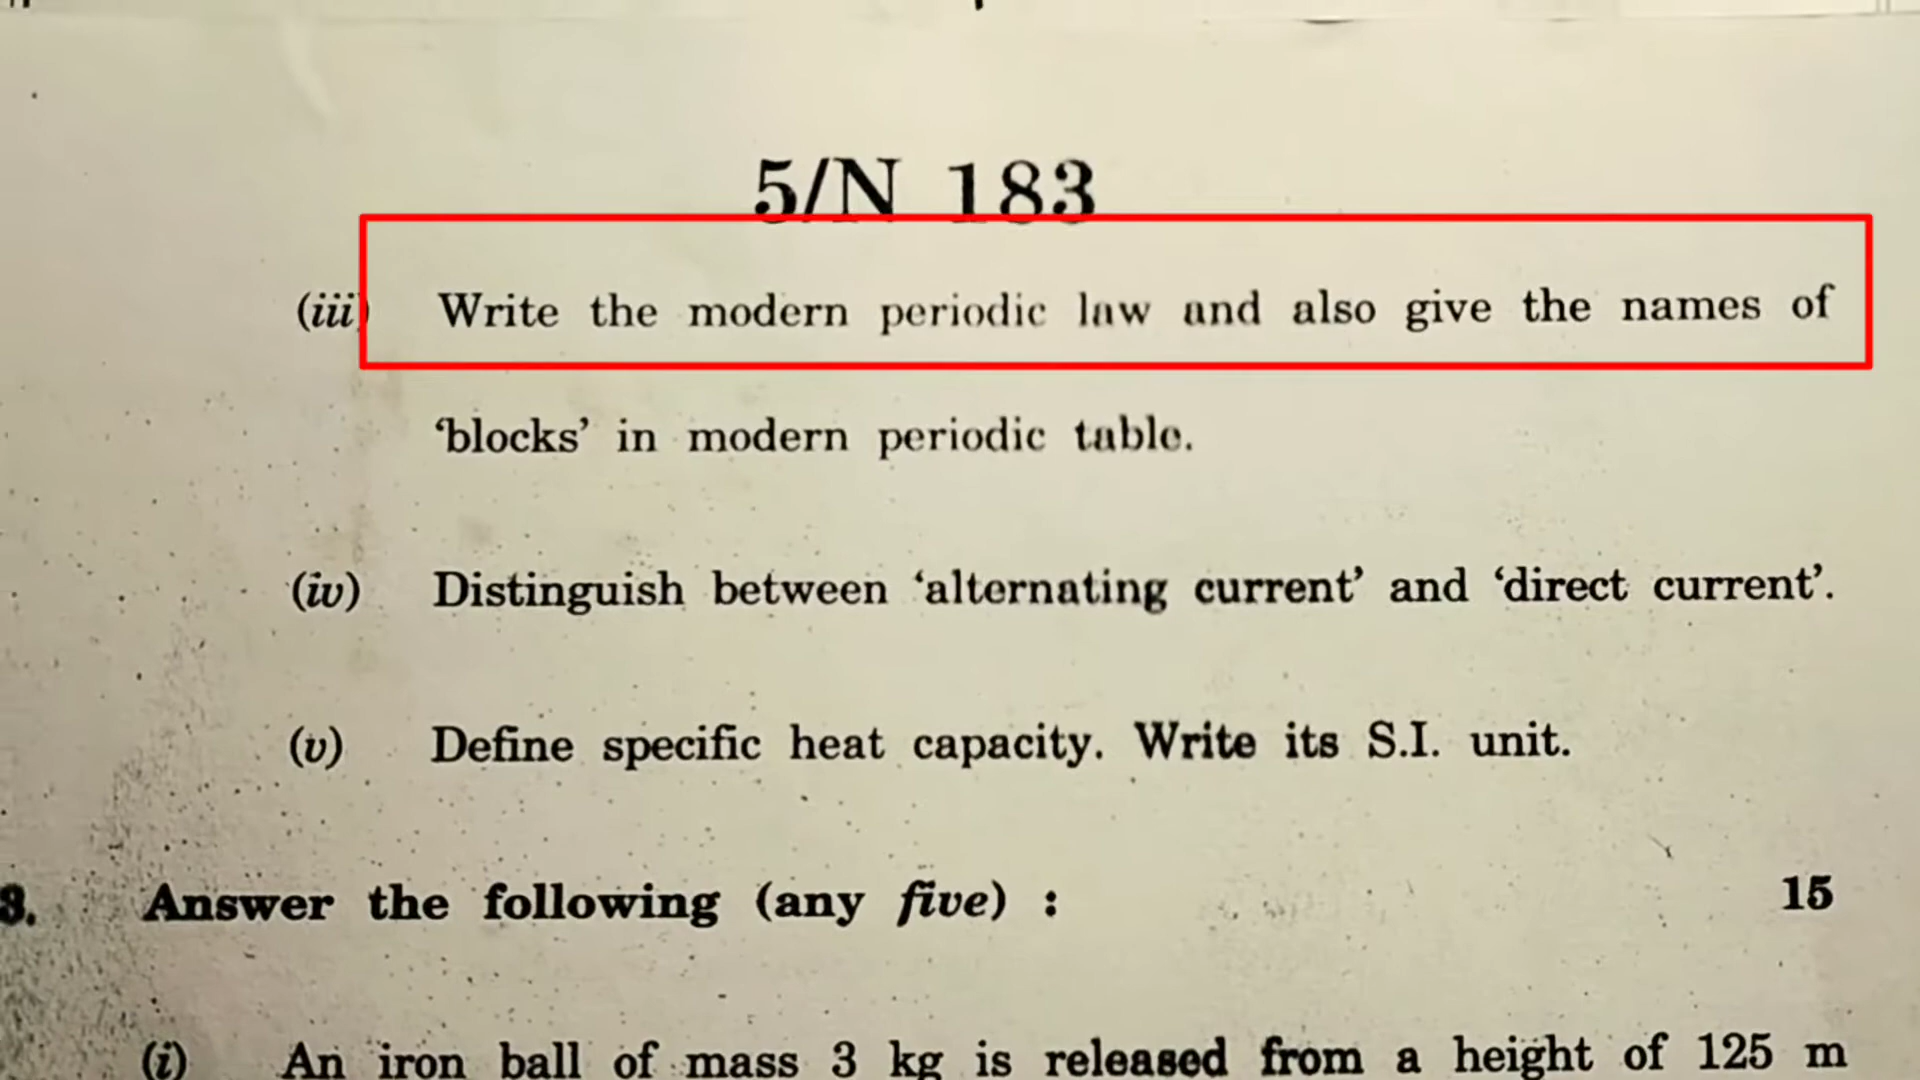 5/N 183
(iii) Write the modern periodic law and also give the names of
‘blocks’ in modern periodic table.
(iv) Distinguish between ‘alternating current’ and ‘direct current’.
(v) Define specific heat capacity. Write its S.I. unit.
3. Answer the following (any five) : 15
(i) An iron ball of mass 3 kg is released from a height of 125 m